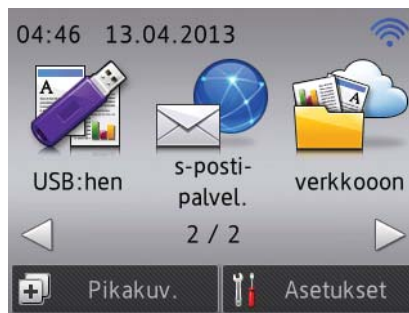 04:46 13.04.2013
USB:hen
s-posti-
palvel.
verkkooon
2 / 2
Pikakuv.
Asetukset